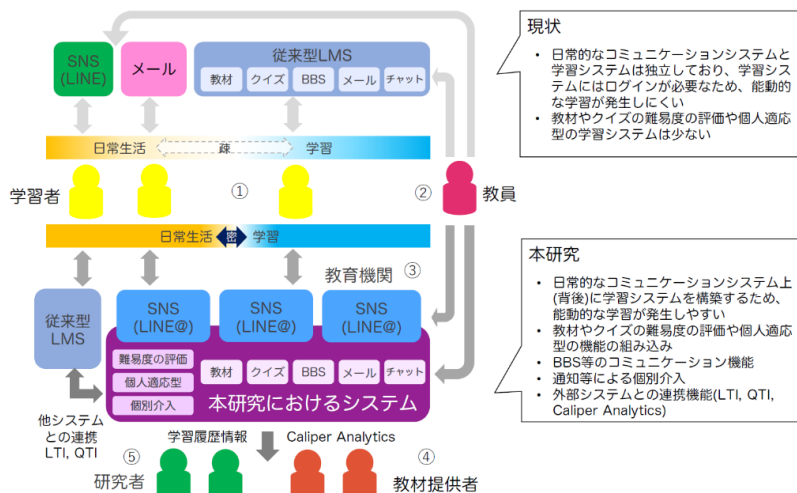 SNS
(LINE)
メール
従来型LMS
教材
クイズ
BBS
メール
チャット
日常生活
疎
学習
学習者
①
②
教員
日常生活
密
学習
教育機関
③
従来型
LMS
SNS
(LINE@)
SNS
(LINE@)
SNS
(LINE@)
難易度の評価
個人適応型
個別介入
教材
クイズ
BBS
メール
チャット
本研究におけるシステム
他システム
との連携
LTI, QTI
学習履歴情報
Caliper Analytics
⑤
研究者
④
教材提供者
現状
• 日常的なコミュニケーションシステムと
学習システムは独立しており、学習シス
テムにはログインが必要なため、能動的
な学習が発生しにくい
• 教材やクイズの難易度の評価や個人適応
型の学習システムは少ない
本研究
• 日常的なコミュニケーションシステム上
(背後)に学習システムを構築するため、
能動的な学習が発生しやすい
• 教材やクイズの難易度の評価や個人適応
型の機能の組み込み
• BBS等のコミュニケーション機能
• 通知等による個別介入
• 外部システムとの連携機能(LTI, QTI,
Caliper Analytics)